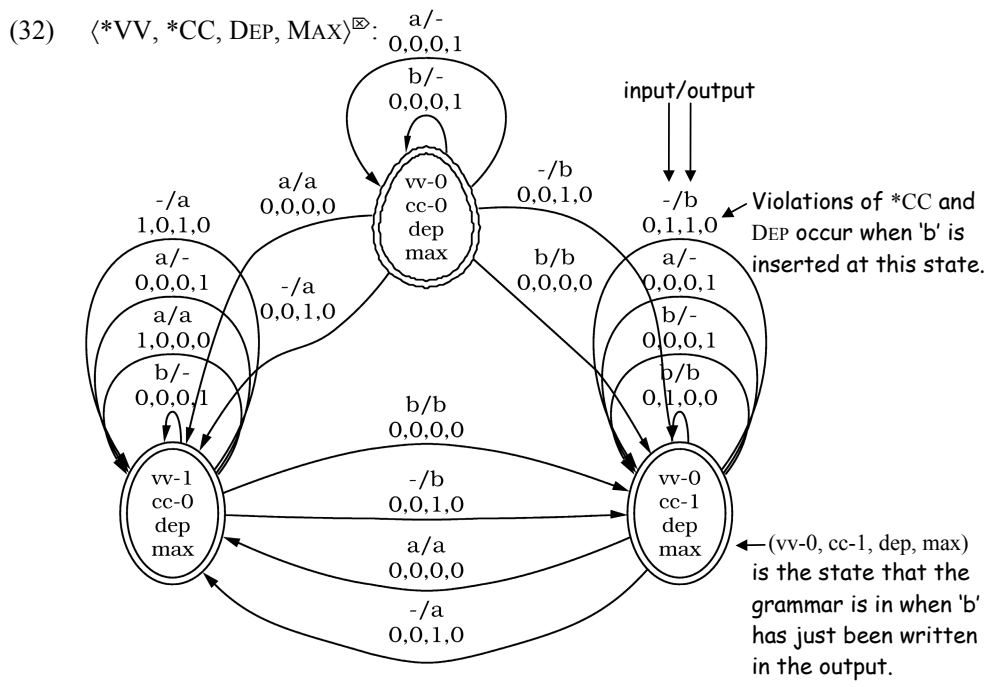 (32) ⟨*VV, *CC, DEP, MAX⟩⊠:
a/-
0,0,0,1
b/-
0,0,0,1
input/output
vv-0
cc-0
dep
max
a/a
0,0,0,0
-/a
0,0,1,0
-/b
0,0,1,0
b/b
0,0,0,0
-/a
1,0,1,0
a/-
0,0,0,1
a/a
1,0,0,0
b/-
0,0,0,1
-/b
0,1,1,0
a/-
0,0,0,1
b/-
0,0,0,1
b/b
0,1,0,0
Violations of *CC and
DEP occur when ‘b’ is
inserted at this state.
b/b
0,0,0,0
-/b
0,0,1,0
a/a
0,0,0,0
-/a
0,0,1,0
vv-1
cc-0
dep
max
vv-0
cc-1
dep
max
(vv-0, cc-1, dep, max)
is the state that the
grammar is in when ‘b’
has just been written
in the output.